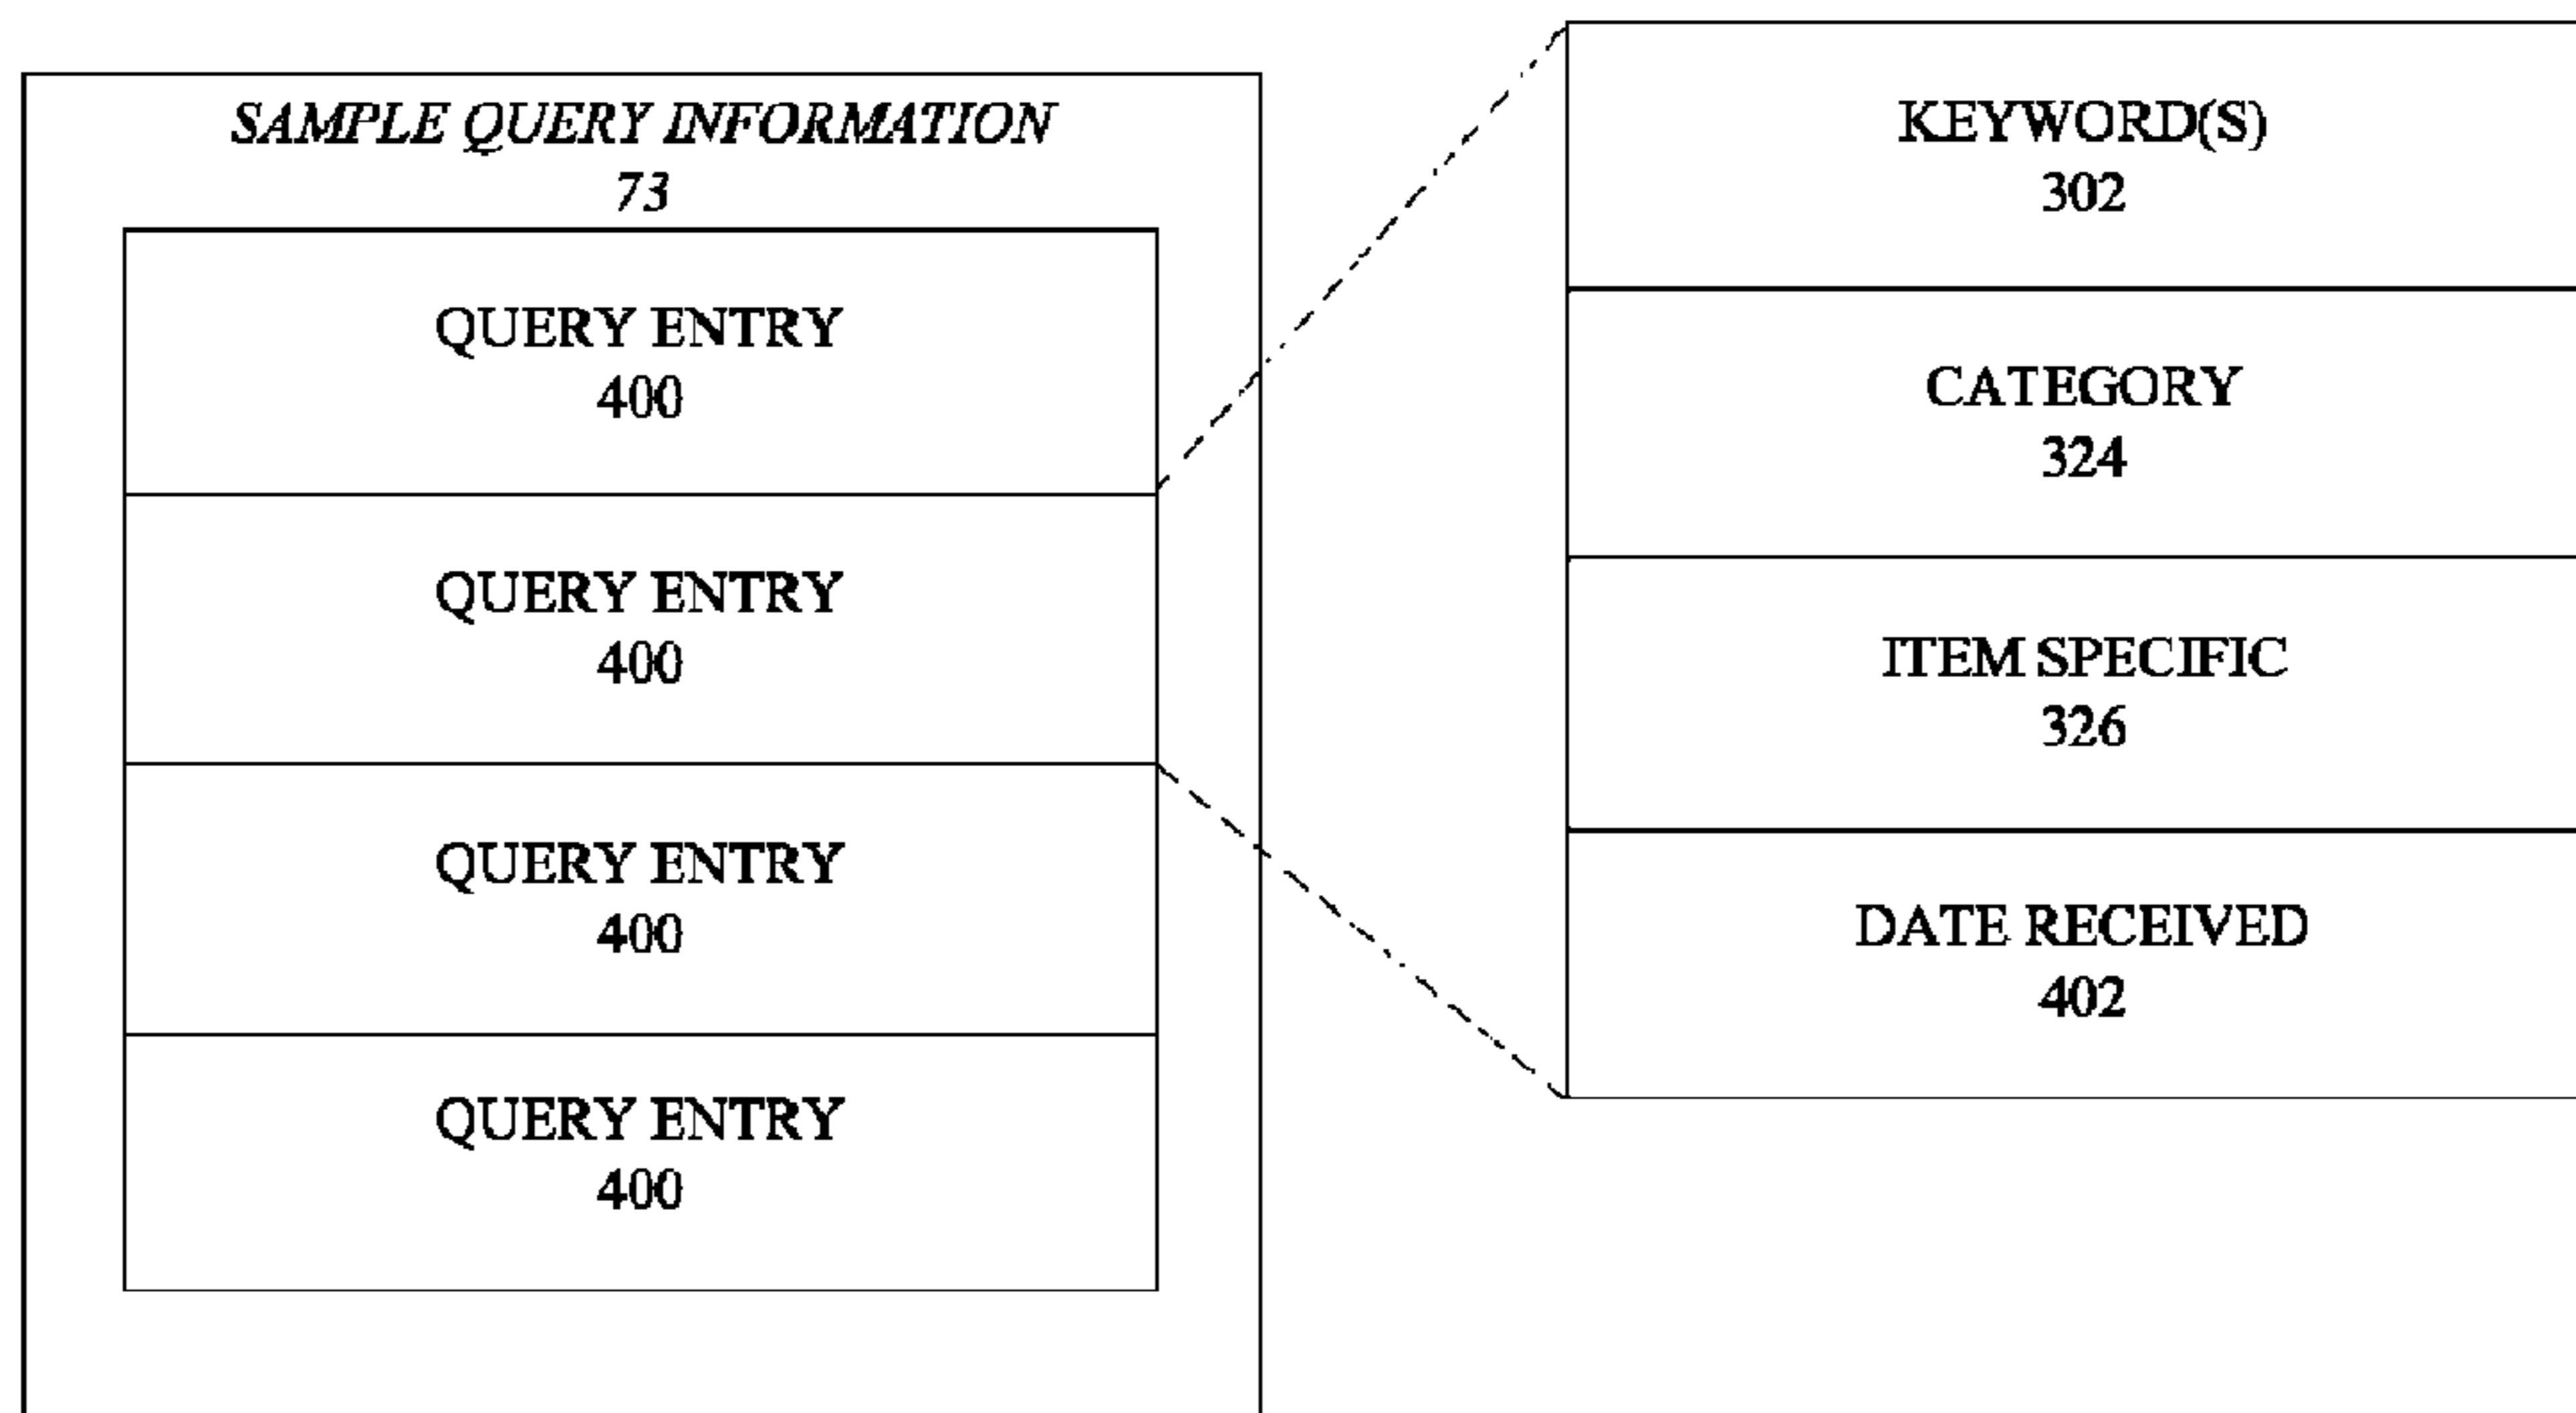 SAMPLE QUERY INFORMATION
73
QUERY ENTRY
400
QUERY ENTRY
400
QUERY ENTRY
400
QUERY ENTRY
400
KEYWORD(S)
302
CATEGORY
324
ITEM SPECIFIC
326
DATE RECEIVED
402